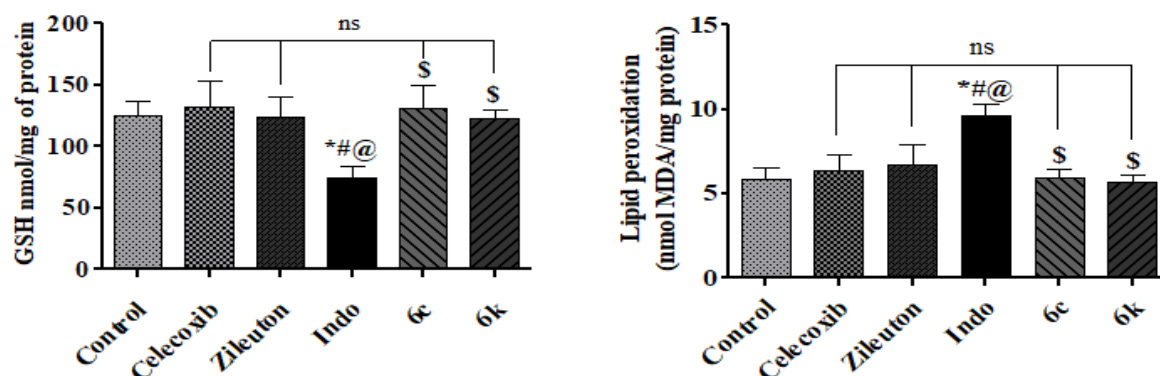 GSH nmol/mg of protein
200
150
100
50
0
ns
*#@
$
$
Control
Celecoxib
Zileuton
Indo
6c
6k
Lipid peroxidation
(nmol MDA/mg protein)
15
10
5
0
ns
*#@
$
$
Control
Celecoxib
Zileuton
Indo
6c
6k